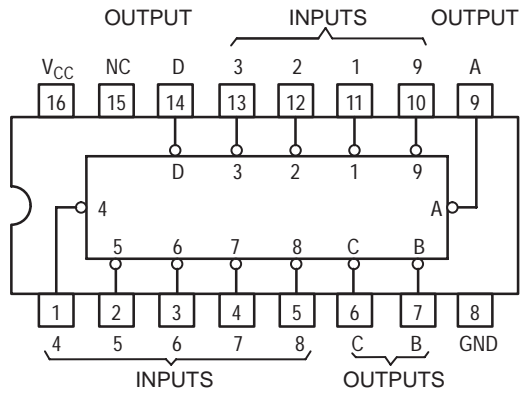 OUTPUT INPUTS OUTPUT
VCC NC D 3 2 1 9 A
16 15 14 13 12 11 10 9
D 3 2 1 9
4 A
5 6 7 8 C B
1 2 3 4 5 6 7 8
4 5 6 7 8 C B GND
INPUTS OUTPUTS